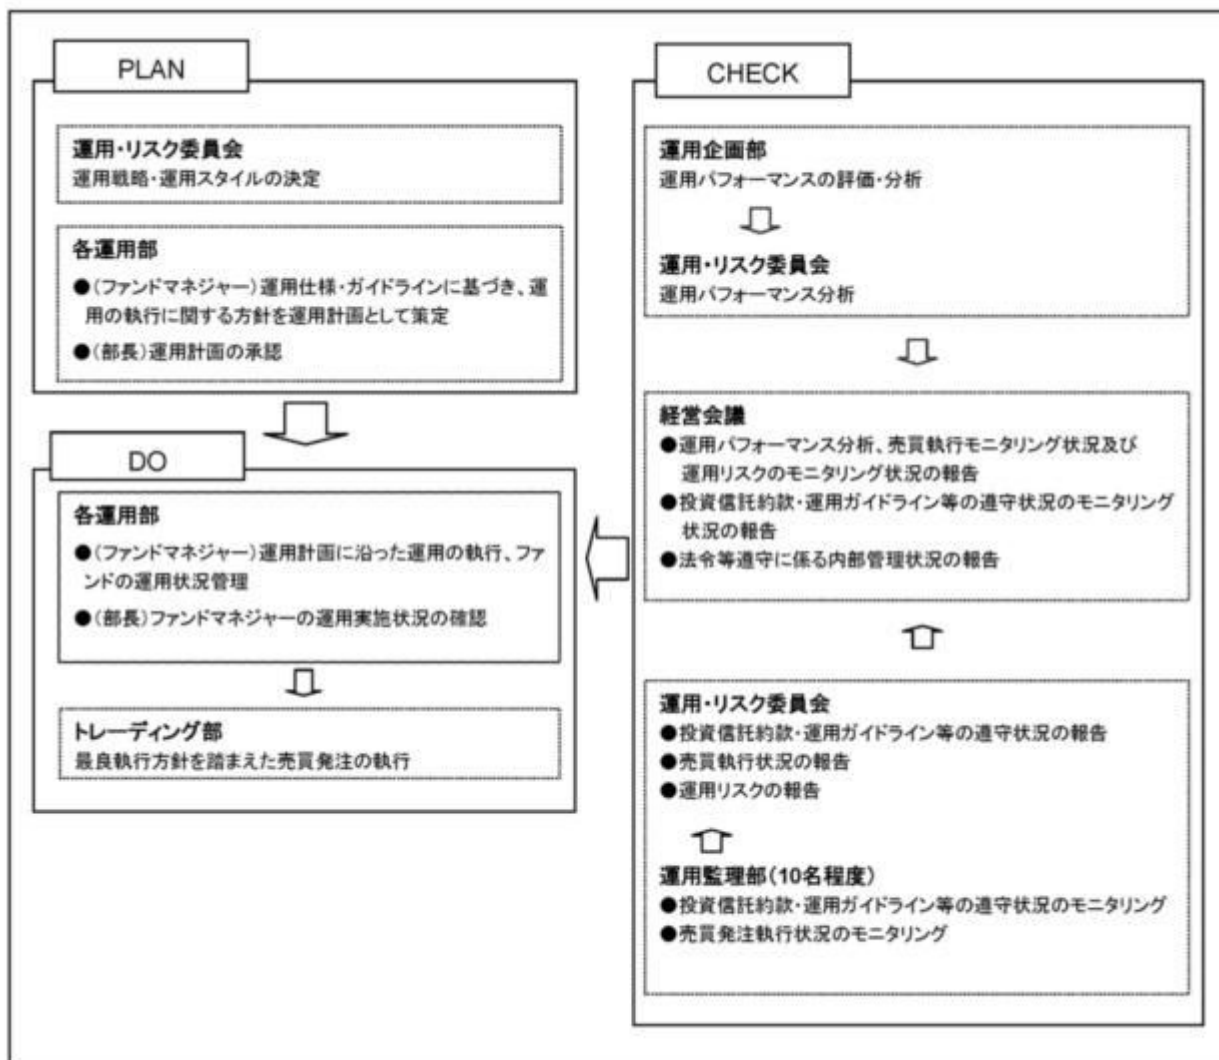 PLAN
運用・リスク委員会
運用戦略・運用スタイルの決定
各運用部
●(ファンドマネジャー)運用仕様・ガイドラインに基づき、運
用の執行に関する方針を運用計画として策定
●(部長)運用計画の承認
DO
各運用部
●(ファンドマネジャー)運用計画に沿った運用の執行、ファ
ンドの運用状況管理
●(部長)ファンドマネジャーの運用実施状況の確認
トレーディング部
最良執行方針を踏まえた売買発注の執行
CHECK
運用企画部
運用パフォーマンスの評価・分析
運用・リスク委員会
運用パフォーマンス分析
経営会議
●運用パフォーマンス分析、売買執行モニタリング状況及び
運用リスクのモニタリング状況の報告
●投資信託約款・運用ガイドライン等の遵守状況のモニタリング
状況の報告
●法令等遵守に係る内部管理状況の報告
運用・リスク委員会
●投資信託約款・運用ガイドライン等の遵守状況の報告
●売買執行状況の報告
●運用リスクの報告
運用監理部(10名程度)
●投資信託約款・運用ガイドライン等の遵守状況のモニタリング
●売買発注執行状況のモニタリング